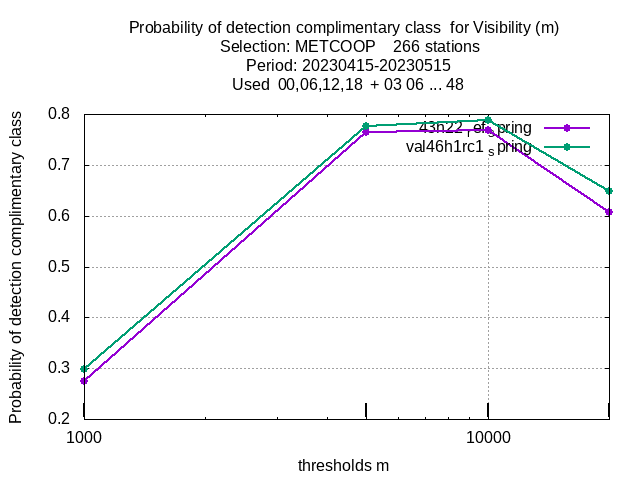 Probability of detection complimentary class for Visibility (m)
Selection: METCOOP 266 stations
Period: 20230415-20230515
Used 00,06,12,18 + 03 06 ... 48
Probability of detection complimentary class
0.8
0.7
0.6
0.5
0.4
0.3
0.2
43h22_ref_spring
val46h1rc1_spring
1000
10000
thresholds m